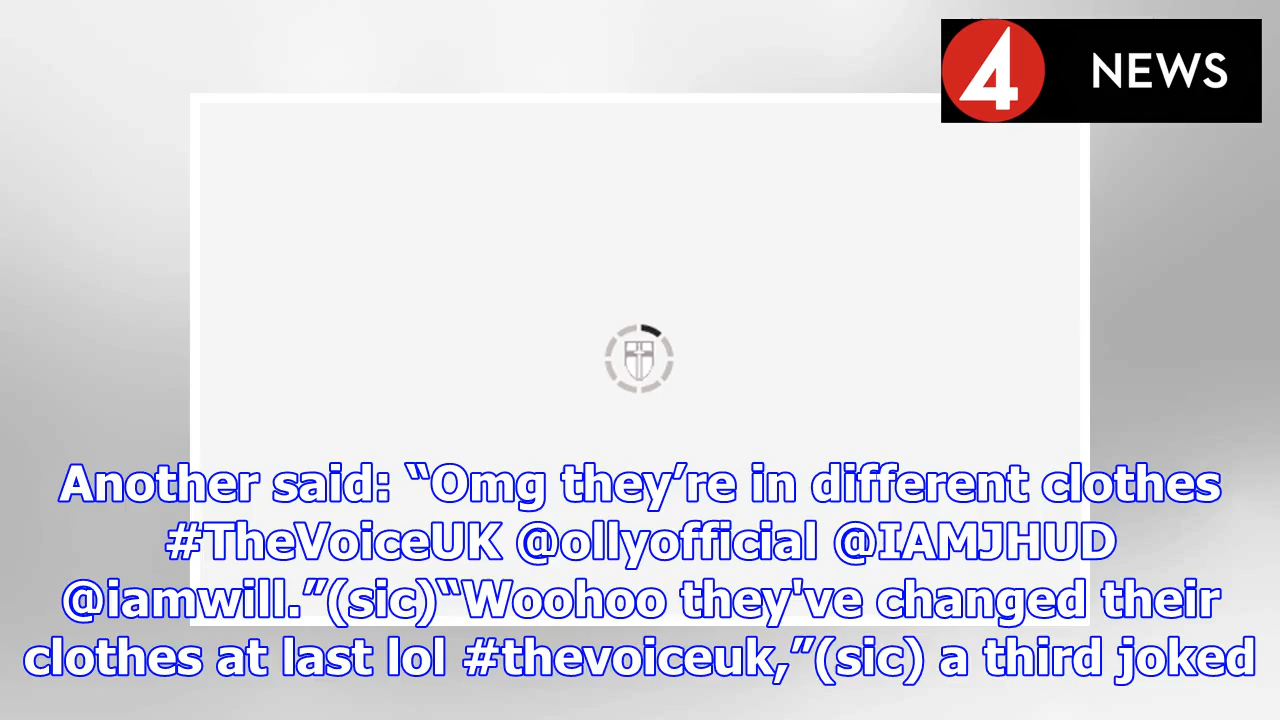 4 NEWS
Another said: “Omg they’re in different clothes
#TheVoiceUK @ollyofficial @IAMJHUD
@iamwill.”(sic)“Woohoo they've changed their
clothes at last lol #thevoiceuk,”(sic) a third joked